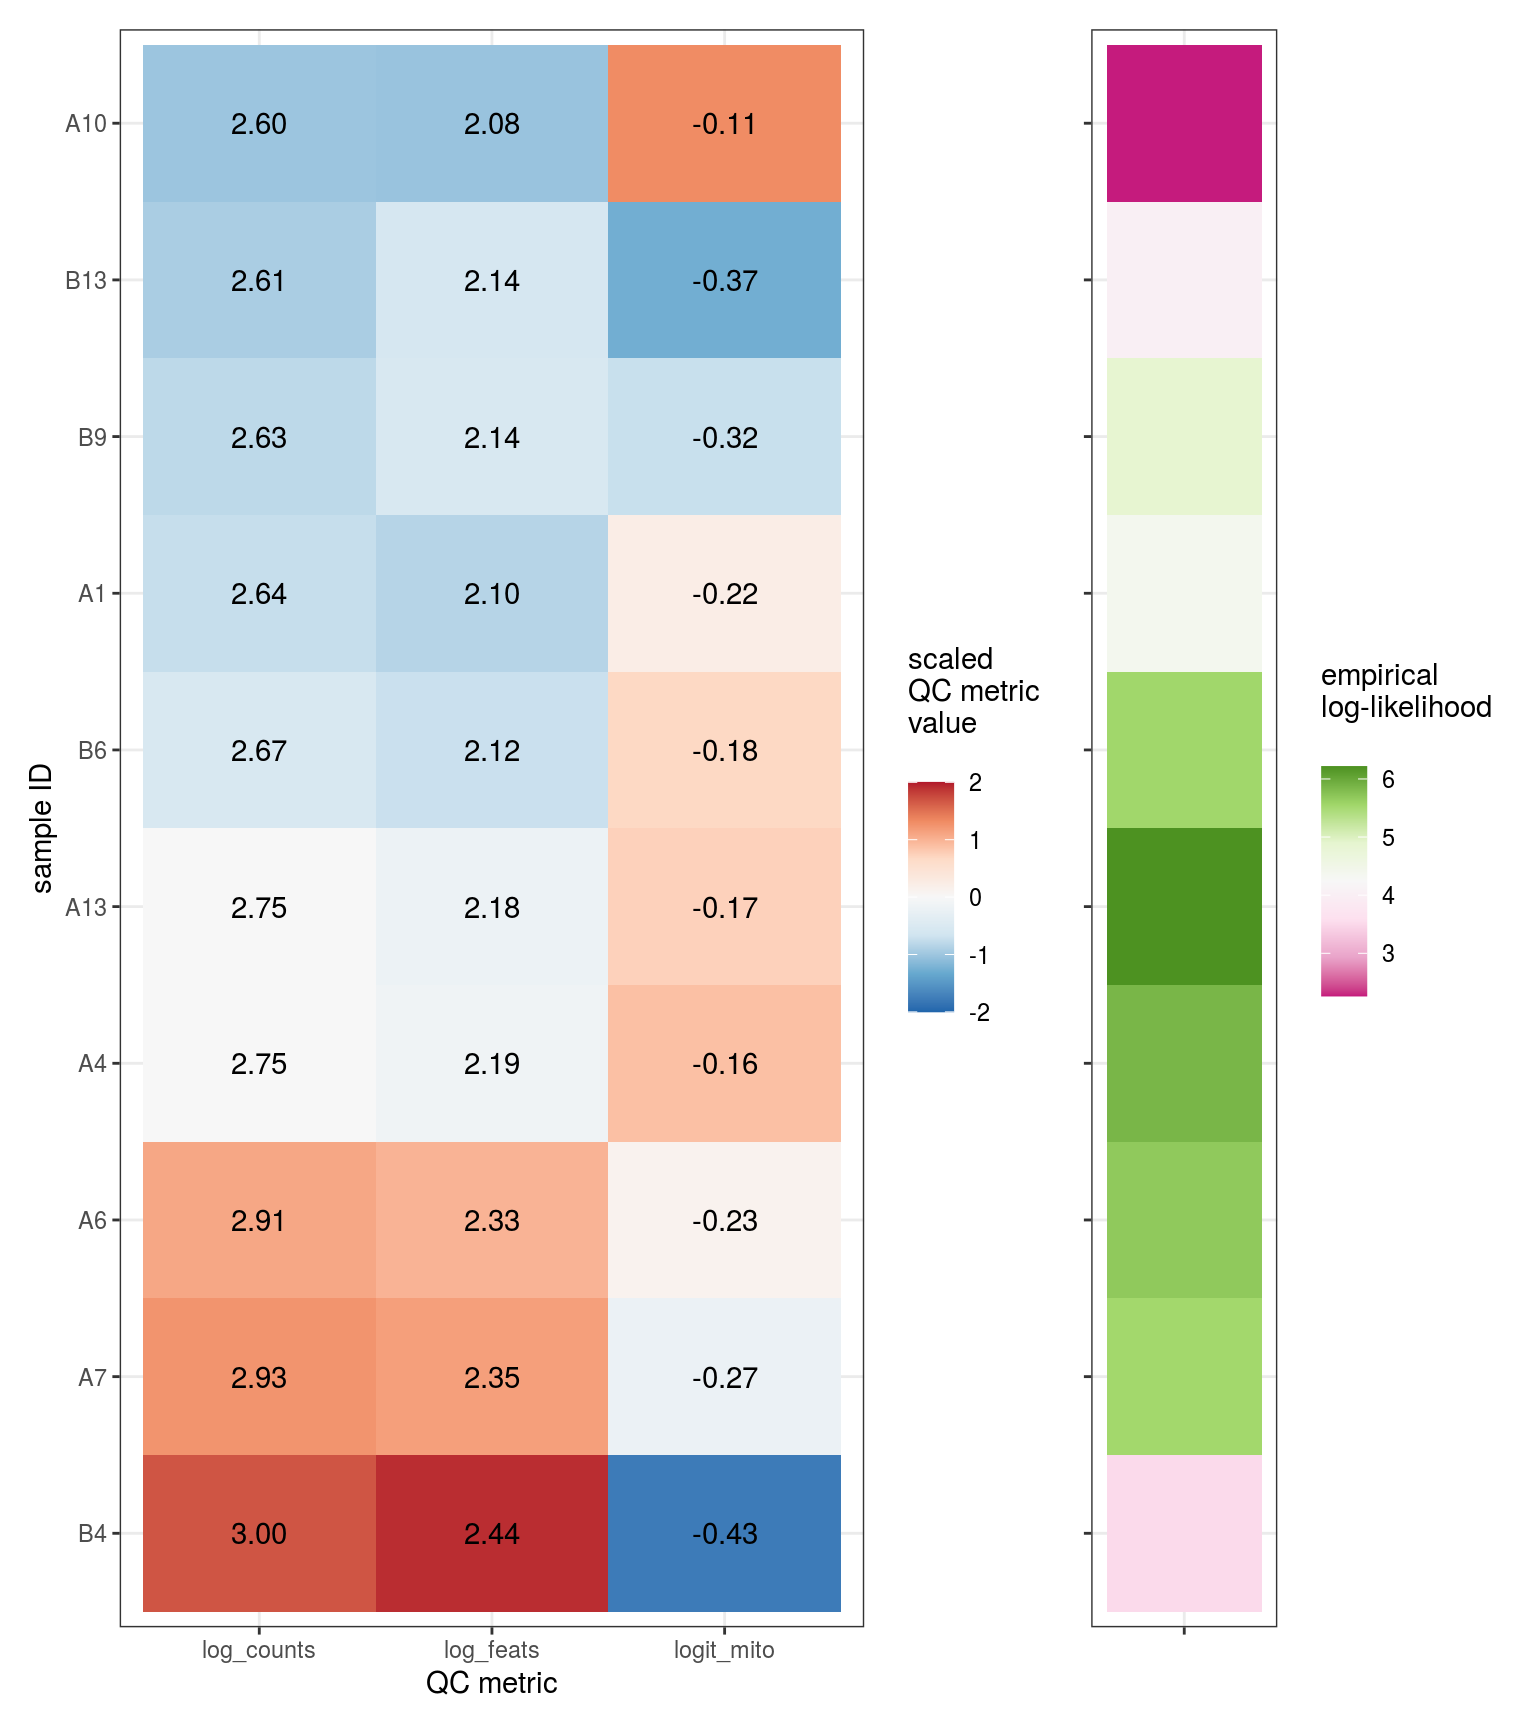 A10 2.60 2.08 -0.11
B13 2.61 2.14 -0.37
B9 2.63 2.14 -0.32
A1 2.64 2.10 -0.22
B6 2.67 2.12 -0.18
A13 2.75 2.18 -0.17
A4 2.75 2.19 -0.16
A6 2.91 2.33 -0.23
A7 2.93 2.35 -0.27
B4 3.00 2.44 -0.43
sample ID
log_counts log_feats logit_mito
QC metric
scaled
QC metric
value
2
1
0
-1
-2
empirical
log-likelihood
6
5
4
3